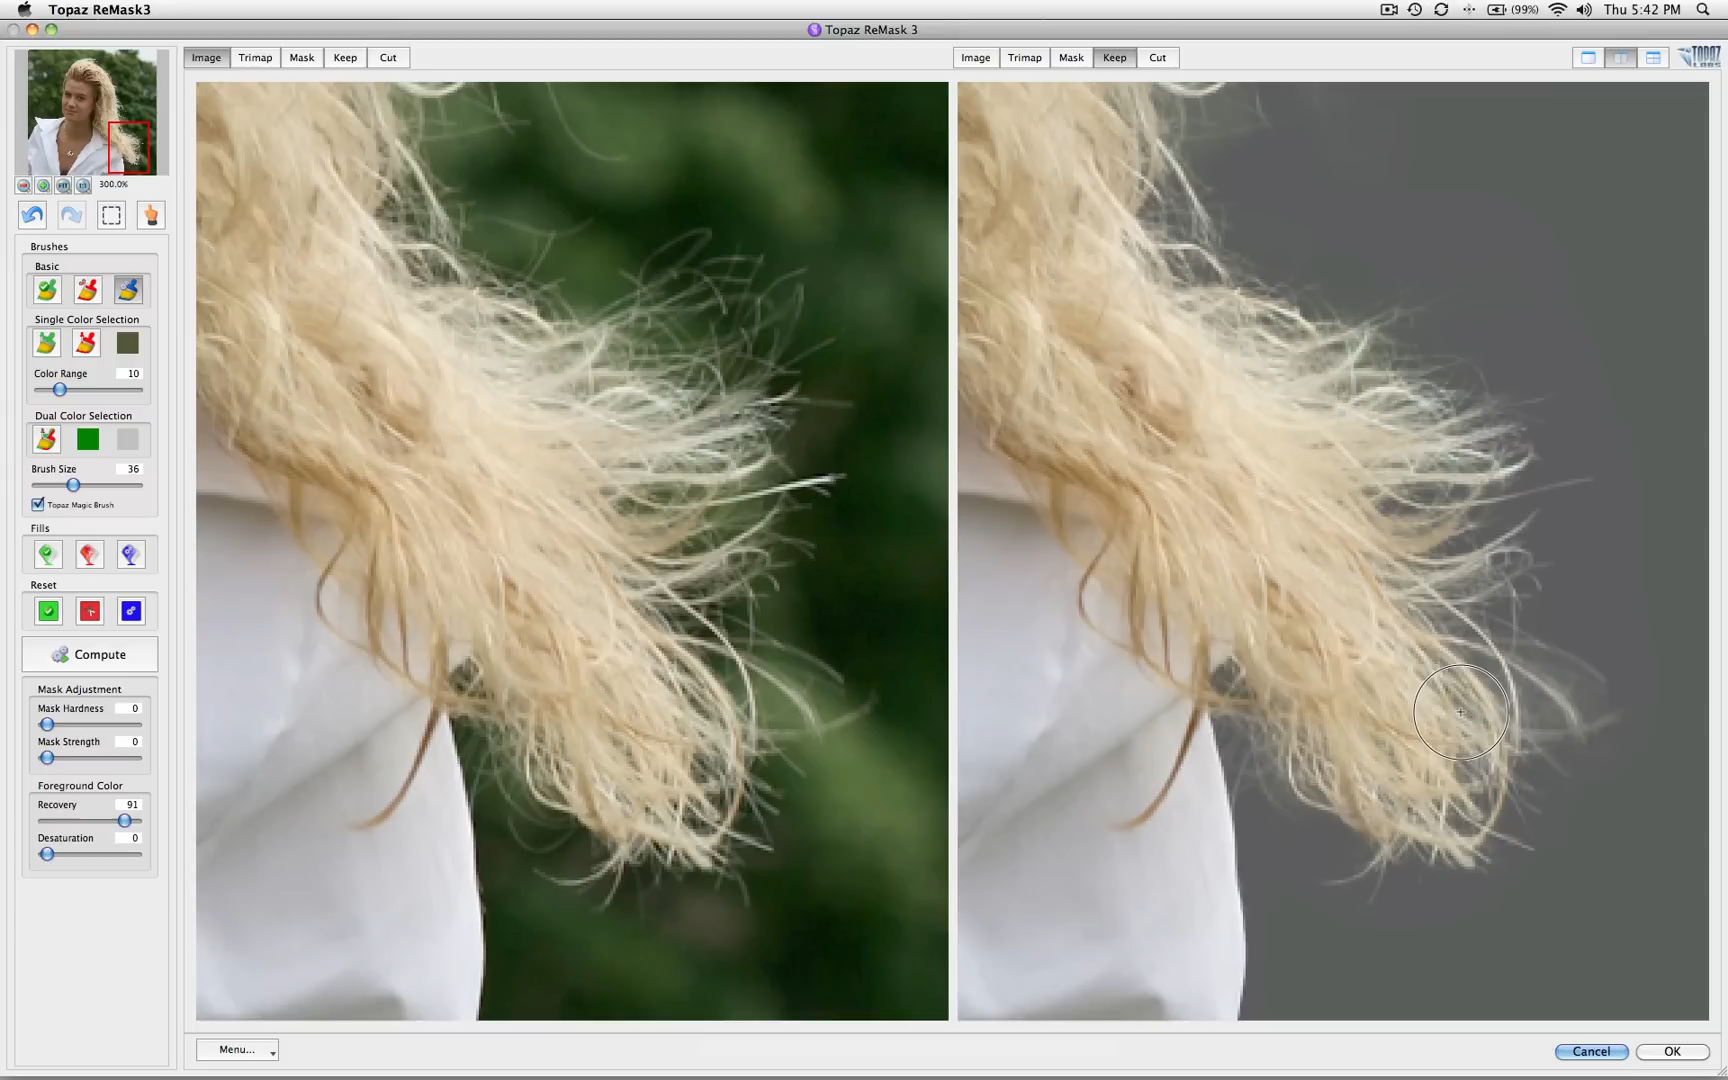 Topaz ReMask3
(99%)
Thu 5:42 PM
Topaz ReMask 3
Image Trimap Mask Keep Cut
Image Trimap Mask Keep Cut
TOPAZ
LABS
300.0%
Brushes
Basic
Single Color Selection
Color Range 10
Dual Color Selection
Brush Size 36
Topaz Magic Brush
Fills
Reset
Compute
Mask Adjustment
Mask Hardness 0
Mask Strength 0
Foreground Color
Recovery 91
Desaturation 0
Menu...
Cancel OK